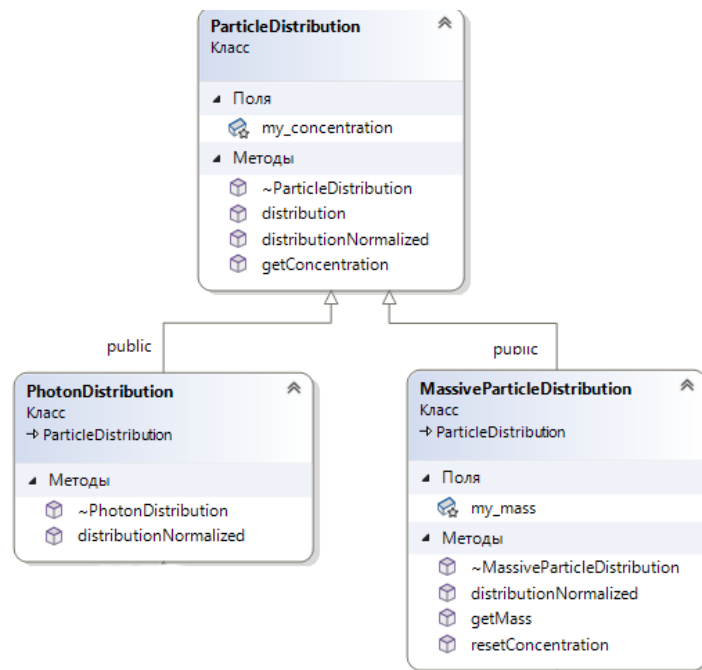 ParticleDistribution
Класс
Поля
my_concentration
Методы
~ParticleDistribution
distribution
distributionNormalized
getConcentration
public
public
PhotonDistribution
Класс
ParticleDistribution
Методы
~PhotonDistribution
distributionNormalized
MassiveParticleDistribution
Класс
ParticleDistribution
Поля
my_mass
Методы
~MassiveParticleDistribution
distributionNormalized
getMass
resetConcentration